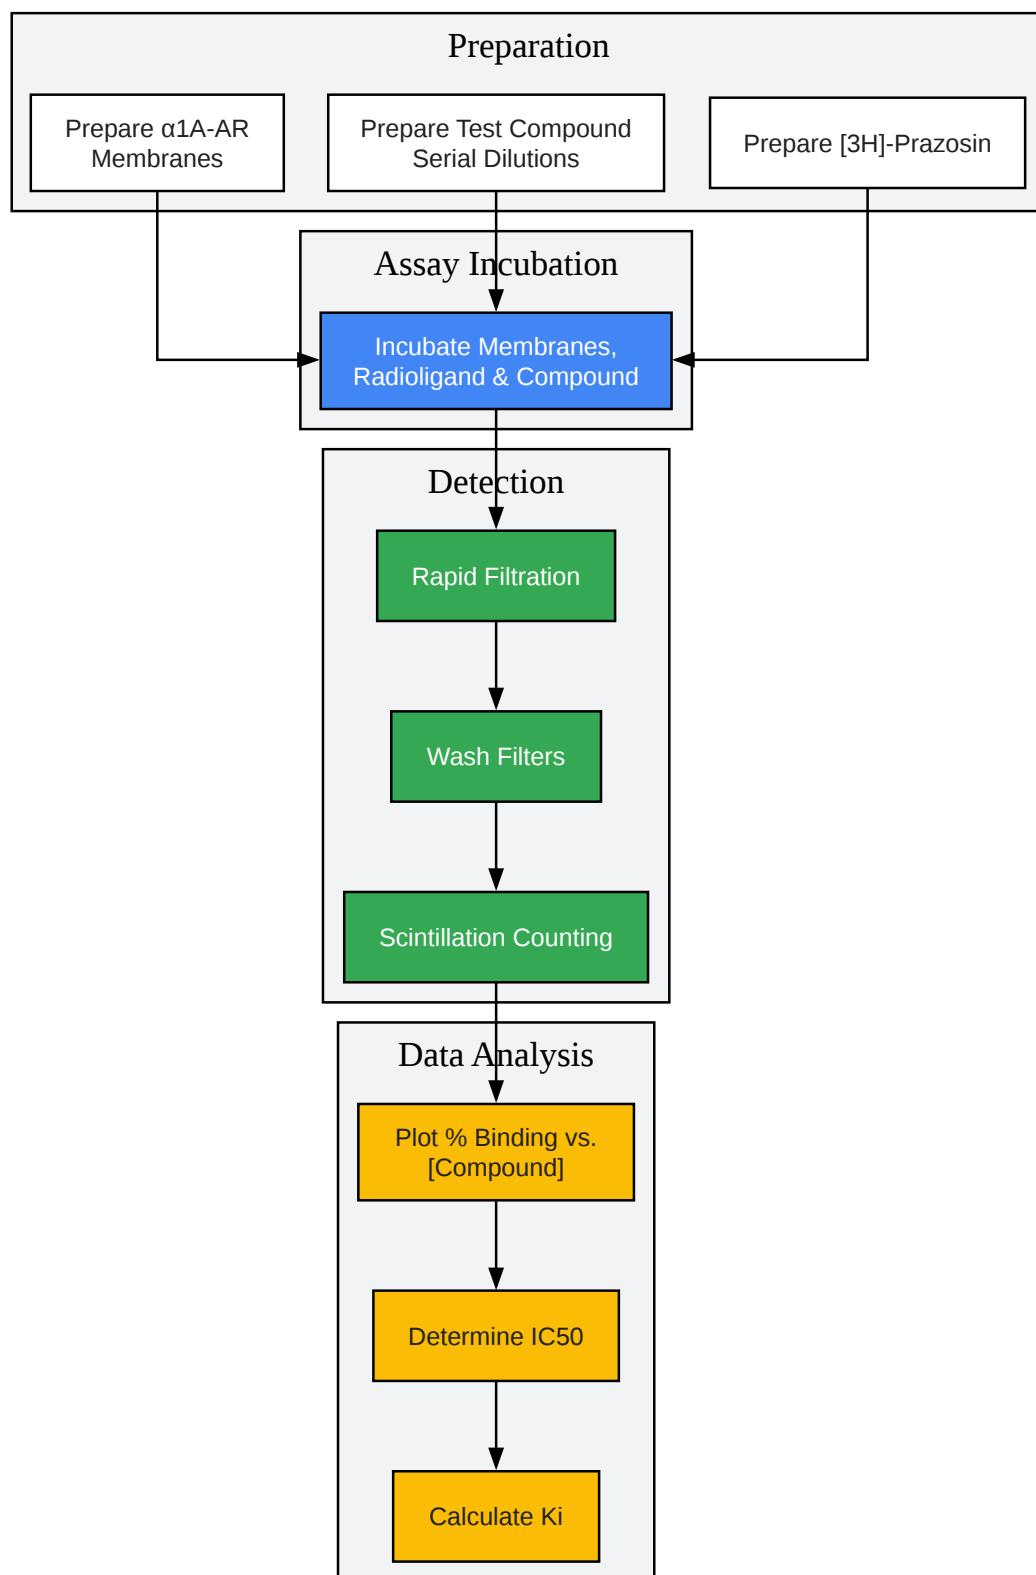 Preparation
Prepare α1A-AR
Membranes
Prepare Test Compound
Serial Dilutions
Prepare [3H]-Prazosin
Assay Incubation
Incubate Membranes,
Radioligand & Compound
Detection
Rapid Filtration
Wash Filters
Scintillation Counting
Data Analysis
Plot % Binding vs.
[Compound]
Determine IC50
Calculate Ki